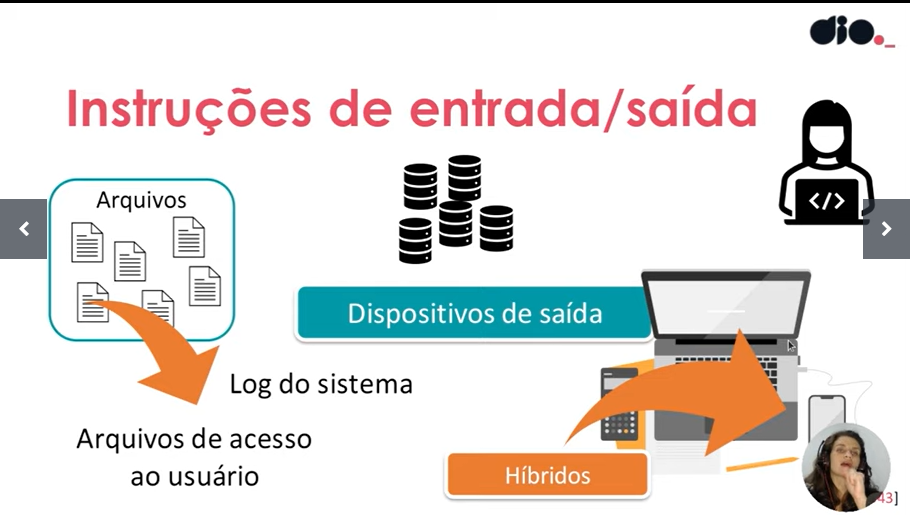 dio._
Instruções de entrada/saída
Arquivos
</>
Dispositivos de saída
Log do sistema
Arquivos de acesso
ao usuário
Híbridos
43]